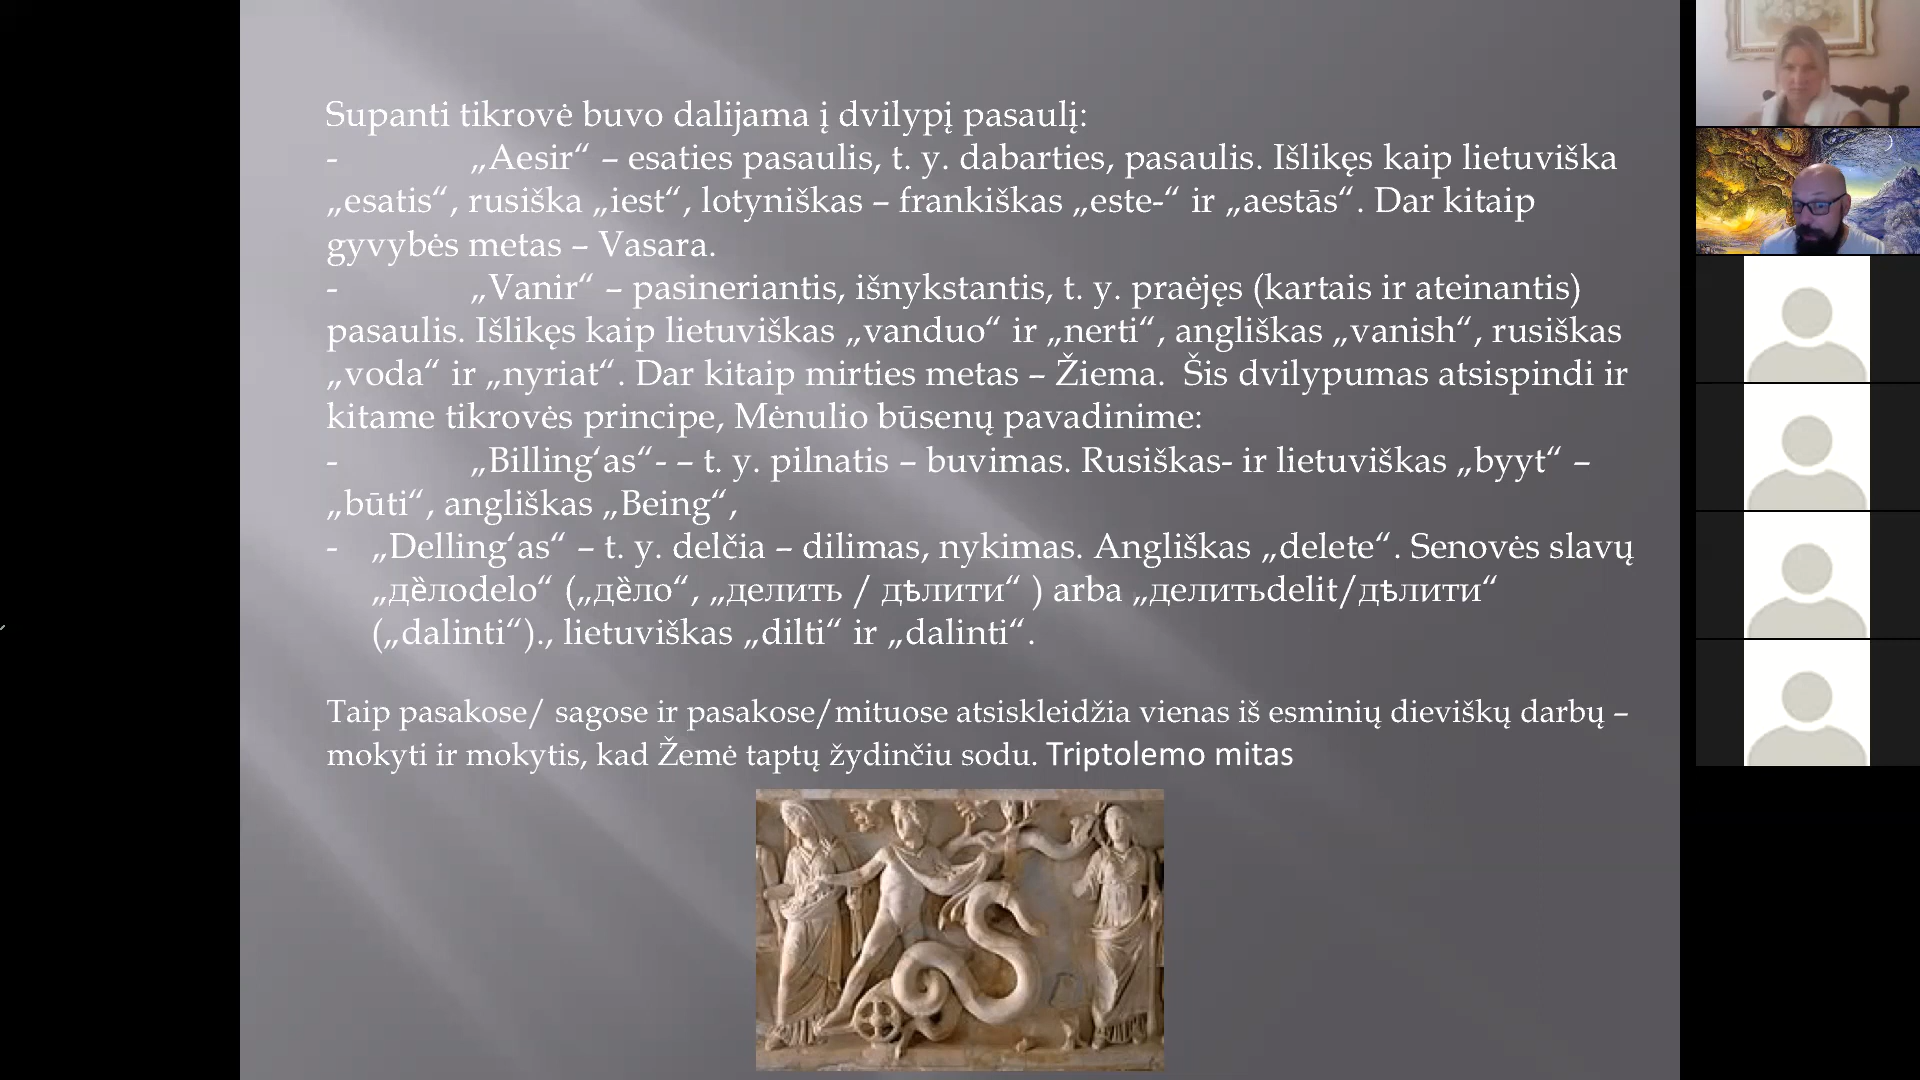 Supanti tikrovė buvo dalijama į dvilypį pasaulį:
- „Aesir“ – esaties pasaulis, t. y. dabarties, pasaulis. Išlikęs kaip lietuviška
„esatis“, rusiška „iest“, lotyniškas – frankiškas „este-“ ir „aestās“. Dar kitaip
gyvybės metas – Vasara.
- „Vanir“ – pasineriantis, išnykstantis, t. y. praėjęs (kartais ir ateinantis)
pasaulis. Išlikęs kaip lietuviškas „vanduo“ ir „nerti“, angliškas „vanish“, rusiškas
„voda“ ir „nyriat“. Dar kitaip mirties metas – Žiema.  Šis dvilypumas atsispindi ir
kitame tikrovės principe, Mėnulio būsenų pavadinime:
- „Billing‘as“- – t. y. pilnatis – buvimas. Rusiškas- ir lietuviškas „byyt“ –
„būti“, angliškas „Being“,
- „Delling‘as“ – t. y. delčia – dilimas, nykimas. Angliškas „delete“. Senovės slavų
„дȅлоdelo“ („дȅло“, „делить / дѣлити“ ) arba „делитьdelit/дѣлити“
(„dalinti“)., lietuviškas „dilti“ ir „dalinti“.
Taip pasakose/ sagose ir pasakose/mituose atsiskleidžia vienas iš esminių dieviškų darbų –
mokyti ir mokytis, kad Žemė taptų žydinčiu sodu. Triptolemo mitas